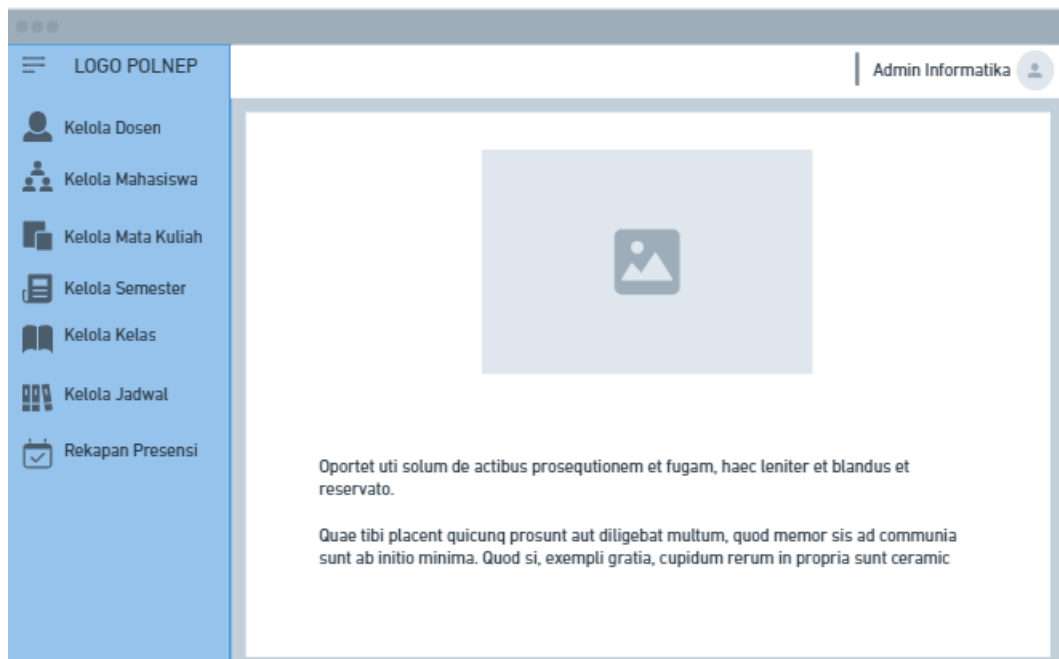 LOGO POLNEP
Admin Informatika
Kelola Dosen
Kelola Mahasiswa
Kelola Mata Kuliah
Kelola Semester
Kelola Kelas
Kelola Jadwal
Rekapan Presensi
Oportet uti solum de actibus prosequtionem et fugam, haec leniter et blandus et
reservato.
Quae tibi placent quicunq prosunt aut diligebat multum, quod memor sis ad communia
sunt ab initio minima. Quod si, exempli gratia, cupidum rerum in propria sunt ceramic